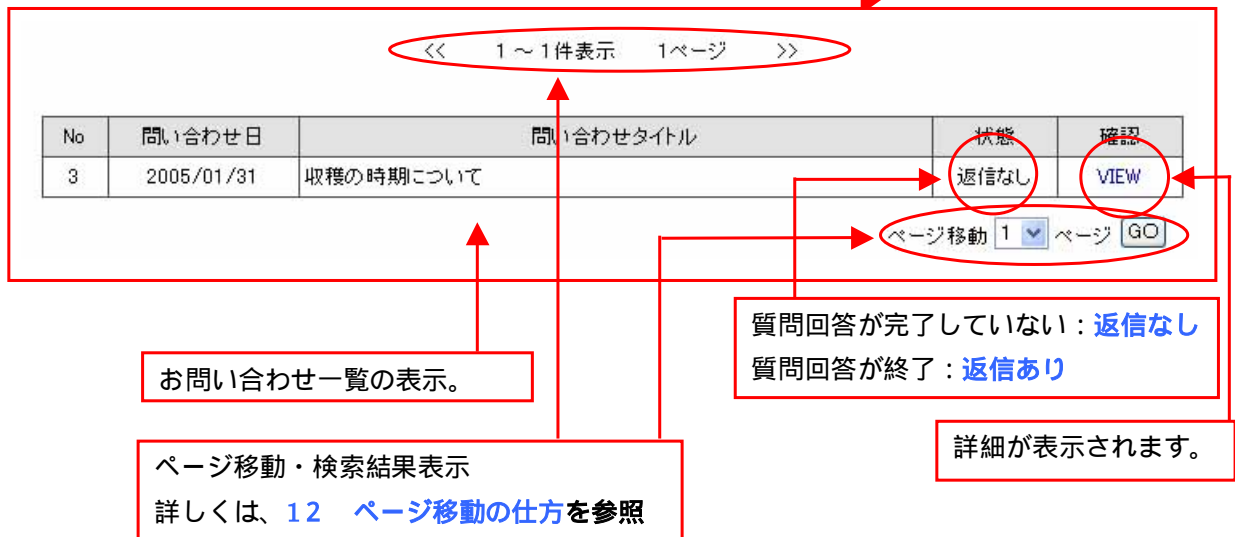 <<　1～1件表示　1ページ　>>
No 問い合わせ日 問い合わせタイトル 状態 確認
3 2005/01/31 収穫の時期について 返信なし VIEW
ページ移動 1 ページ GO
質問回答が完了していない：返信なし
質問回答が終了：返信あり
お問い合わせ一覧の表示。
詳細が表示されます。
ページ移動・検索結果表示
詳しくは、１２　ページ移動の仕方を参照